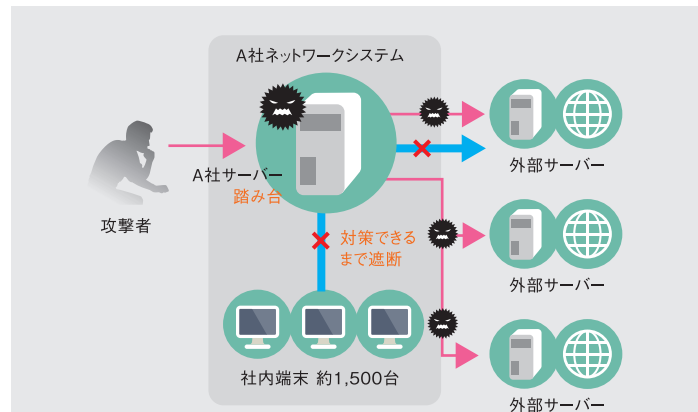 A社ネットワークシステム
A社サーバー
踏み台
攻撃者
対策できる
まで遮断
社内端末 約1,500台
外部サーバー
外部サーバー
外部サーバー